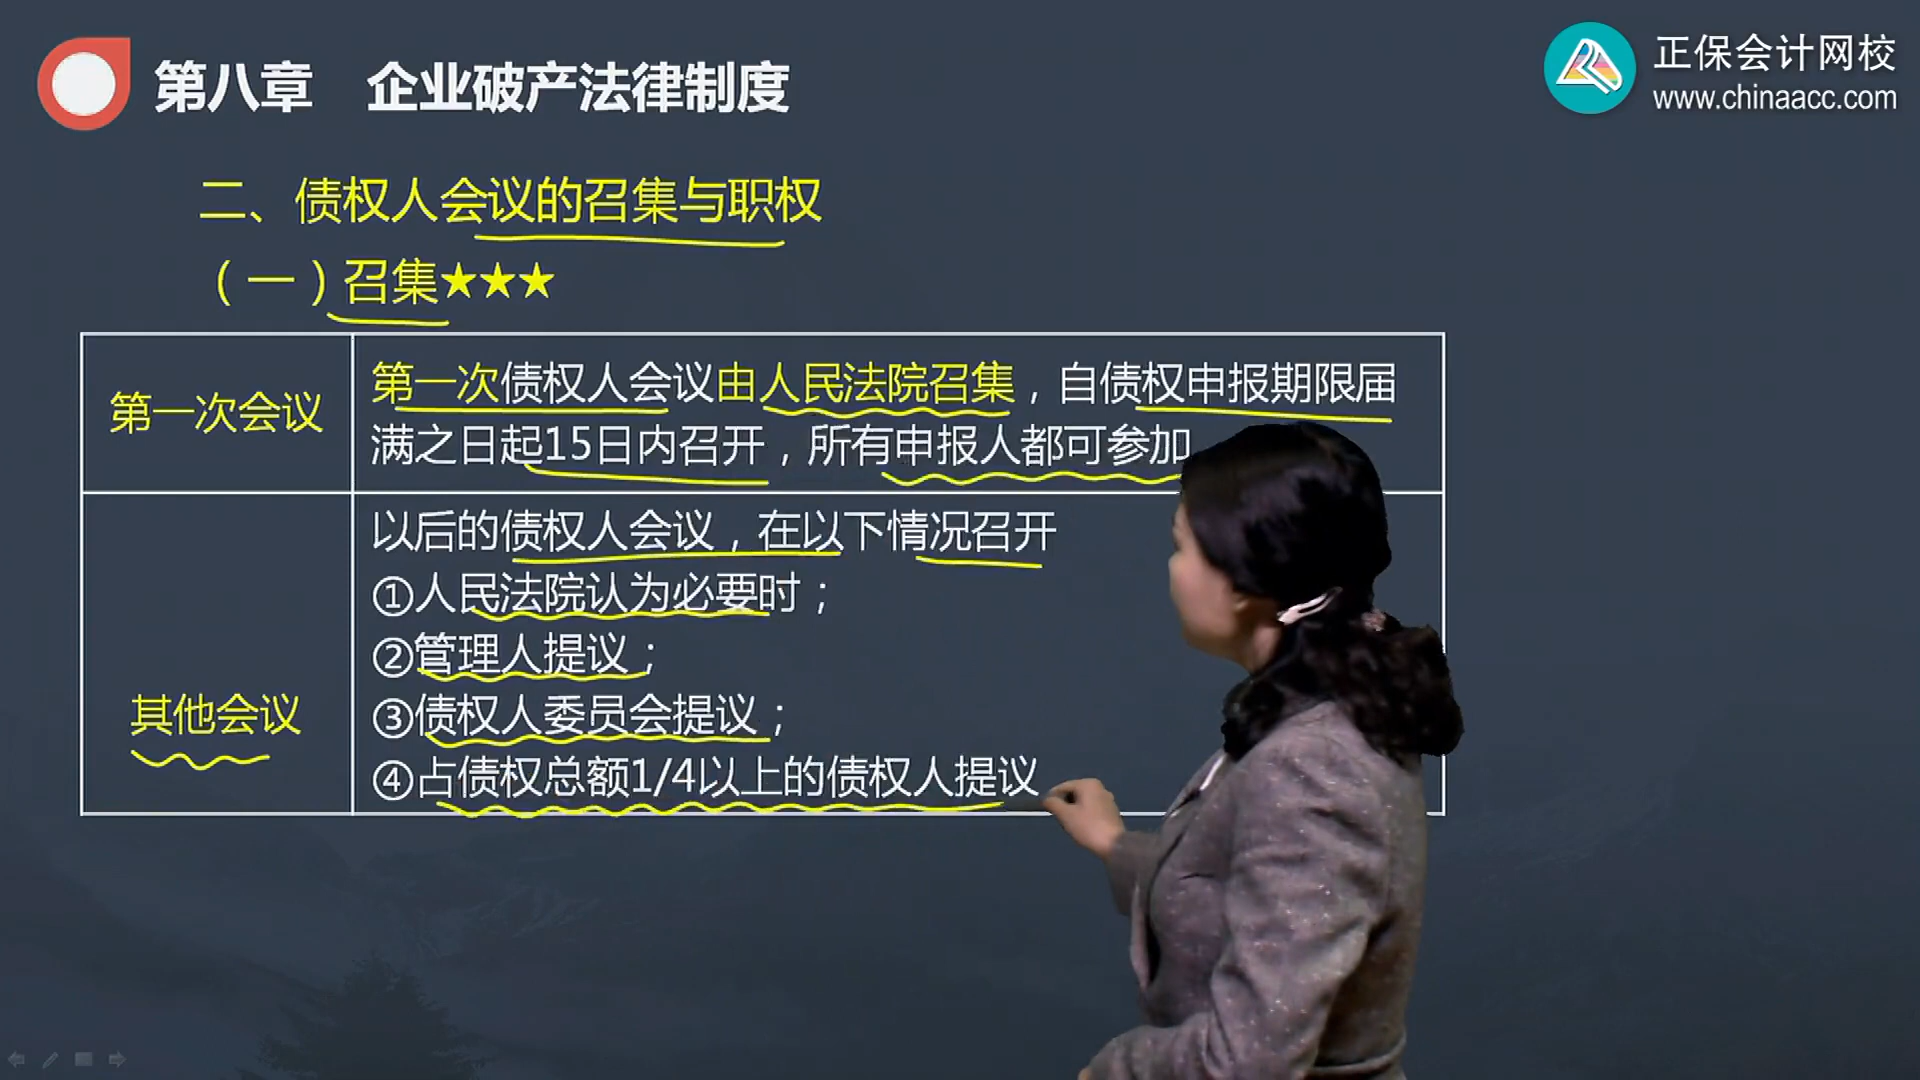 第八章 企业破产法律制度
正保会计网校
www.chinaacc.com
二、债权人会议的召集与职权
（一）召集★★★
第一次会议
第一次债权人会议由人民法院召集，自债权申报期限届
满之日起15日内召开，所有申报人都可参加
其他会议
以后的债权人会议，在以下情况召开
①人民法院认为必要时；
②管理人提议；
③债权人委员会提议；
④占债权总额1/4以上的债权人提议